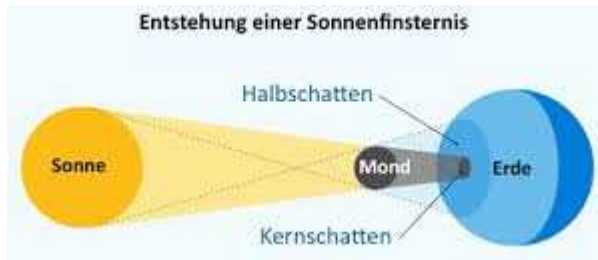 Entstehung einer Sonnenfinsternis
Halbschatten
Sonne
Mond
Erde
Kernschatten